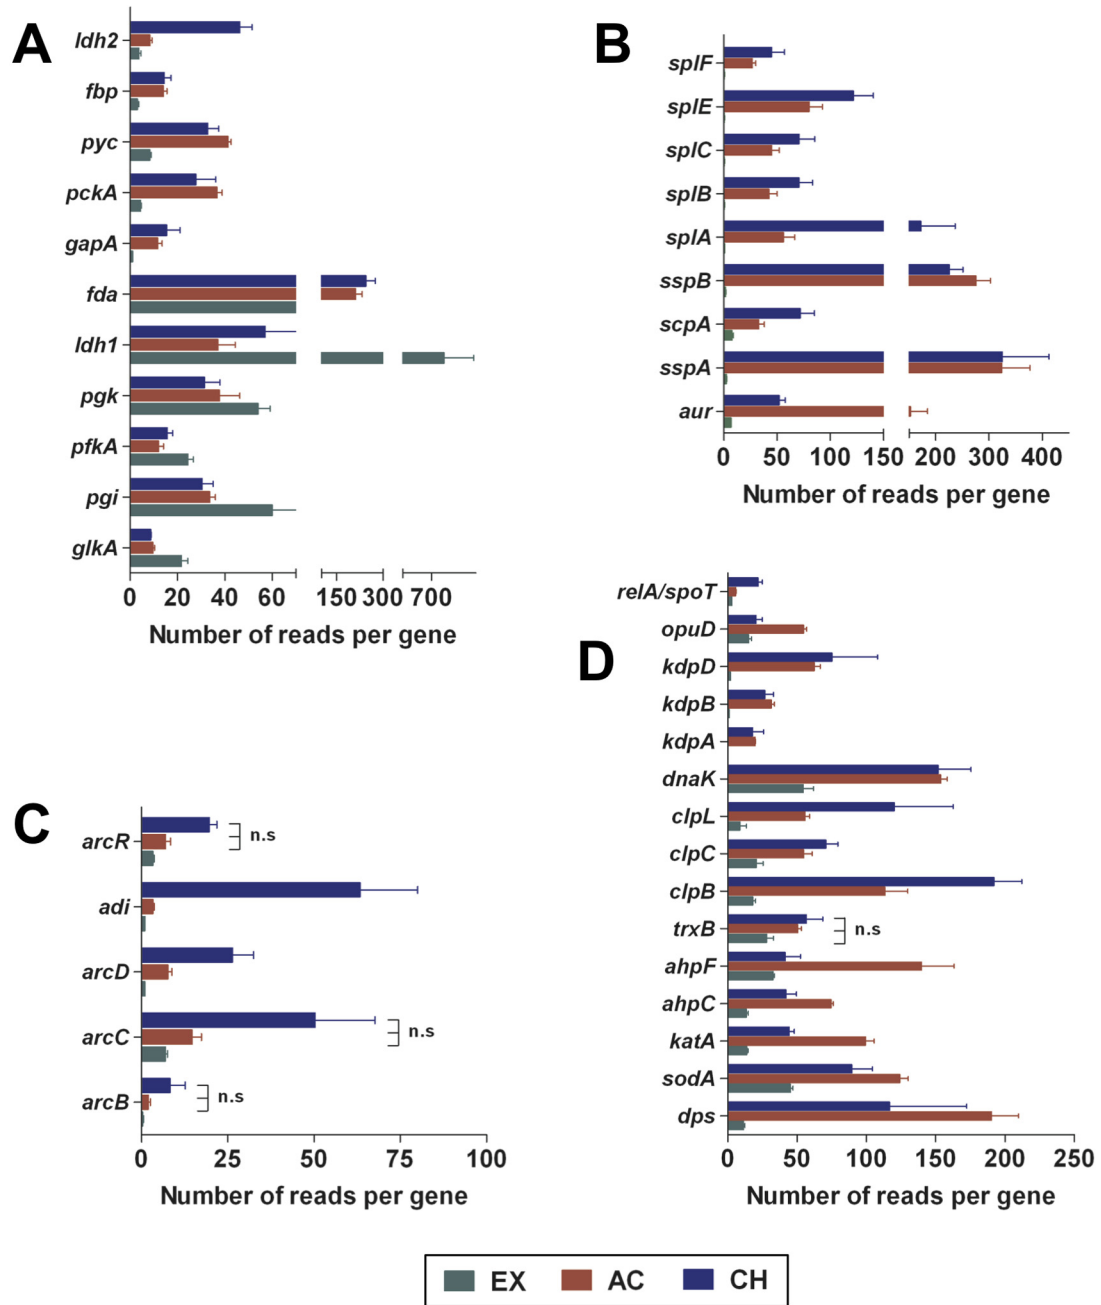 A
ldh2
fbp
pyc
pckA
gapA
fda
ldh1
pgk
pfkA
pgi
glkA
0 20 40 60 150 300 700
Number of reads per gene
B
splF
splE
splC
splB
splA
sspB
scpA
sspA
aur
0 50 100 150 200 300 400
Number of reads per gene
C
arcR
n.s
adi
arcD
arcC
n.s
arcB
n.s
0 25 50 75 100
Number of reads per gene
D
relA/spoT
opuD
kdpD
kdpB
kdpA
dnaK
clpL
clpC
clpB
trxB
n.s
ahpF
ahpC
katA
sodA
dps
0 50 100 150 200 250
Number of reads per gene
EX AC CH